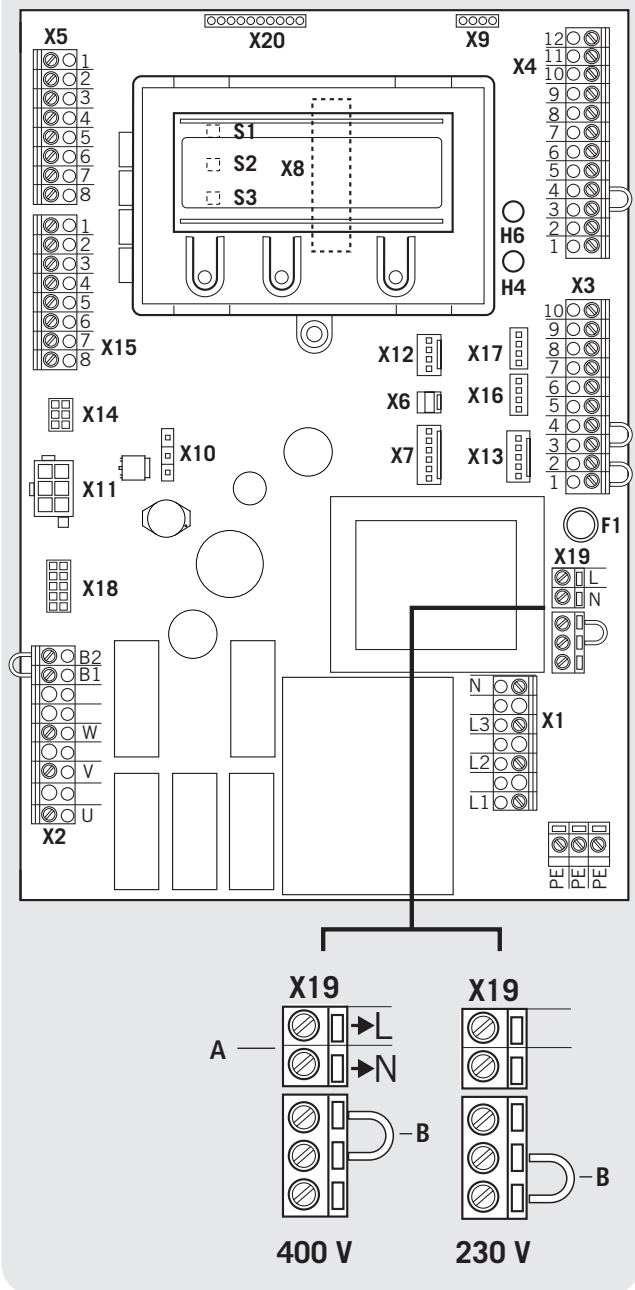 X5
X20
X9
X4
1
2
3
4
5
6
7
8
12
11
10
9
8
7
6
5
4
3
2
1
S1
S2
S3
X8
H6
H4
X15
1
2
3
4
5
6
7
8
X3
10
9
8
7
6
5
4
3
2
1
X12
X17
X6
X16
X7
X13
X14
X10
X11
X18
F1
X19
L
N
B2
B1
W
V
U
X2
N
L3
L2
L1
X1
PE
PE
PE
X19
X19
A
L
N
B
B
400 V
230 V